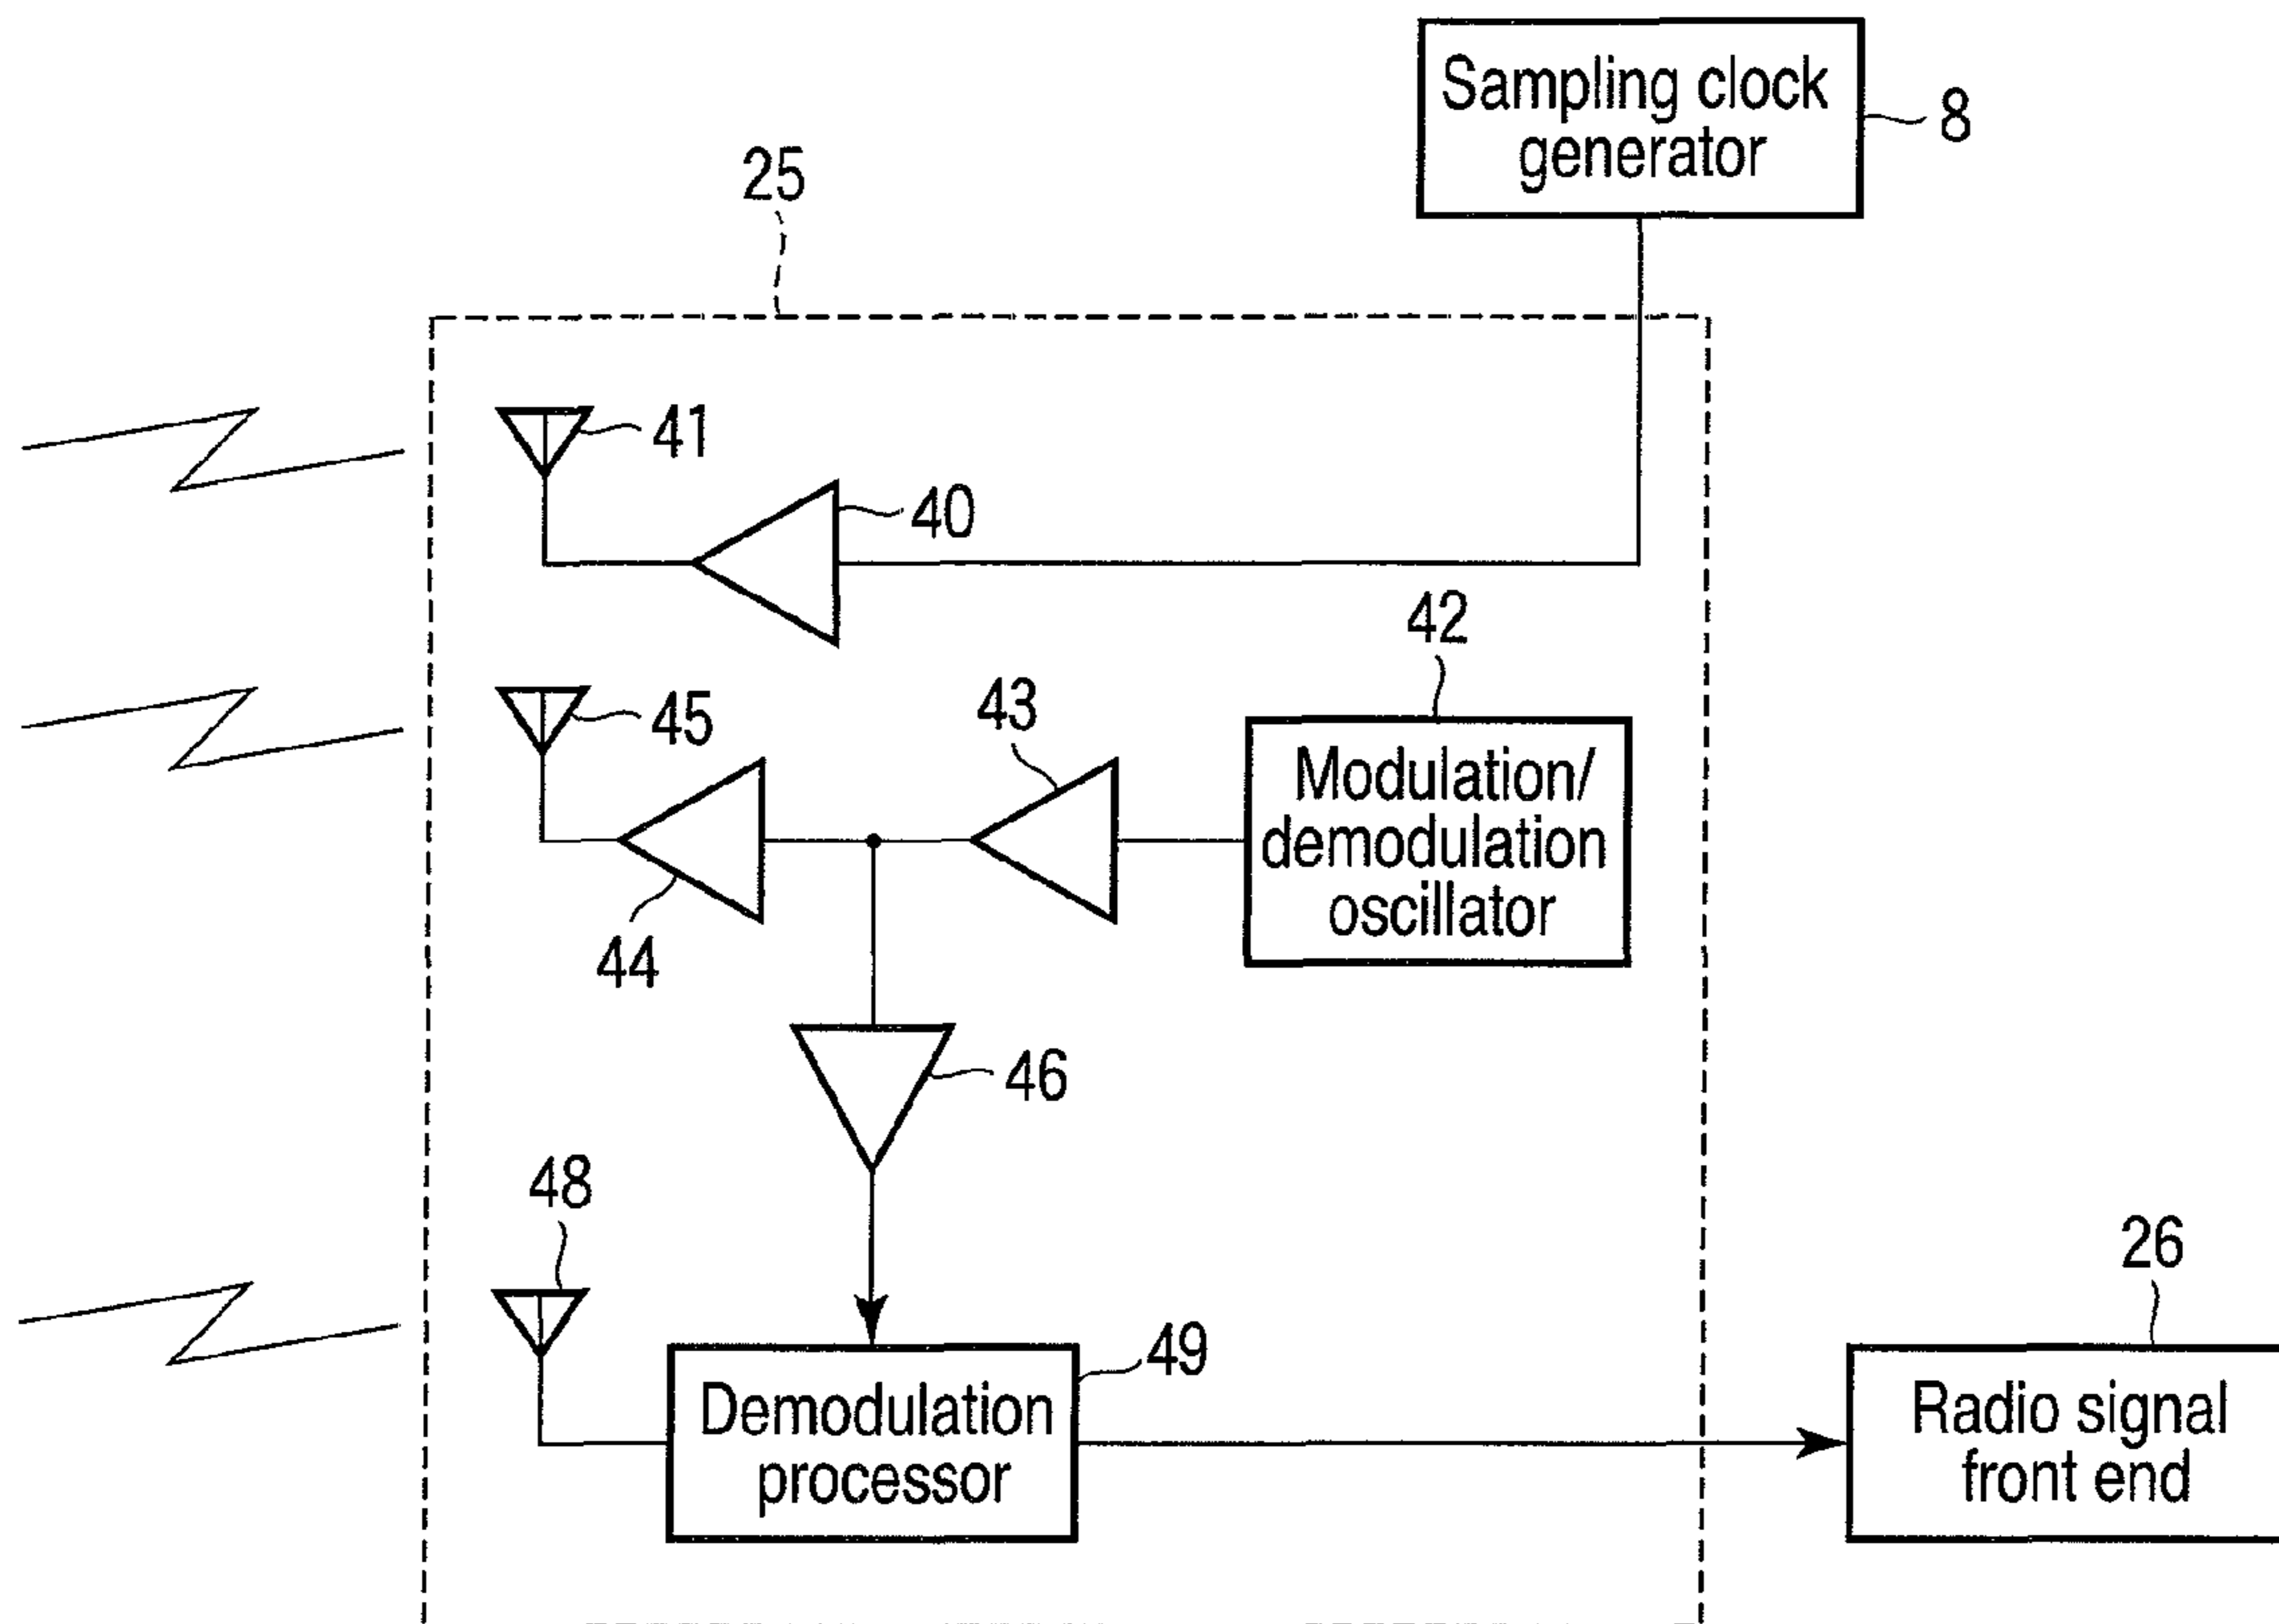 Sampling clock
generator
8
25
41
40
42
45
43
Modulation/
demodulation
oscillator
44
46
48
26
49
Demodulation
processor
Radio signal
front end